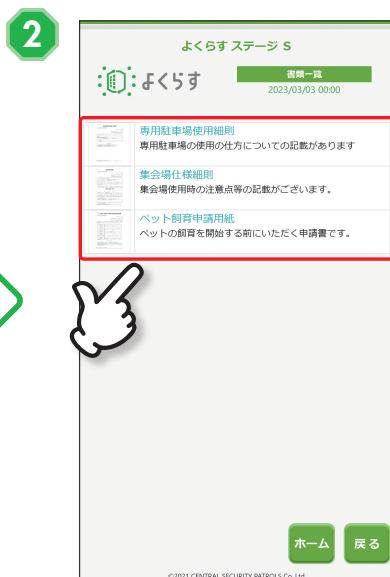 2
よくらす ステージ S
よくらす
書類一覧
2023/03/03 00:00
専用駐車場使用細則
専用駐車場の使用の仕方についての記載があります
集会場仕様細則
集会場使用時の注意点等の記載がございます。
ペット飼育申請用紙
ペットの飼育を開始する前にいただく申請書です。
ホーム
戻る
©2021 CENTRAL SECURITY PATROLS Co.,Ltd.